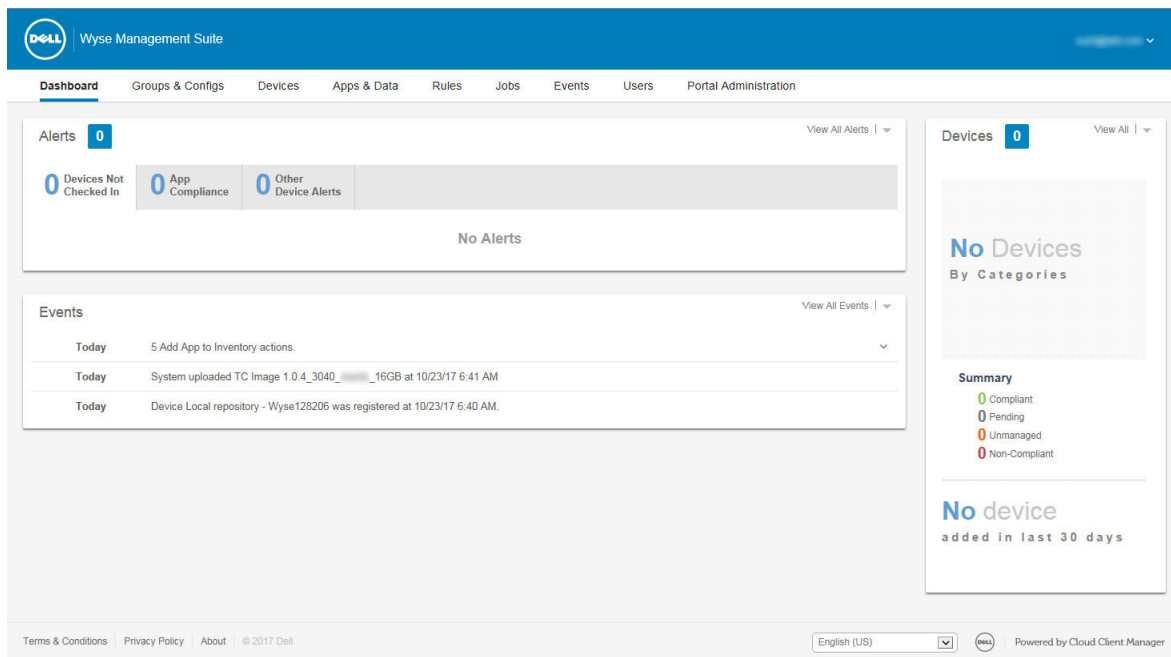 DELL Wyse Management Suite
Dashboard Groups & Configs Devices Apps & Data Rules Jobs Events Users Portal Administration
Alerts 0 View All Alerts
0 Devices Not Checked In
0 App Compliance
0 Other Device Alerts
No Alerts
Events View All Events
Today 5 Add App to Inventory actions.
Today System uploaded TC Image 1.0.4_3040_ _16GB at 10/23/17 6:41 AM
Today Device Local repository - Wyse128206 was registered at 10/23/17 6:40 AM.
Devices 0 View All
No Devices
By Categories
Summary
0 Compliant
0 Pending
0 Unmanaged
0 Non-Compliant
No device
added in last 30 days
Terms & Conditions Privacy Policy About © 2017 Dell English (US) DELL Powered by Cloud Client Manager